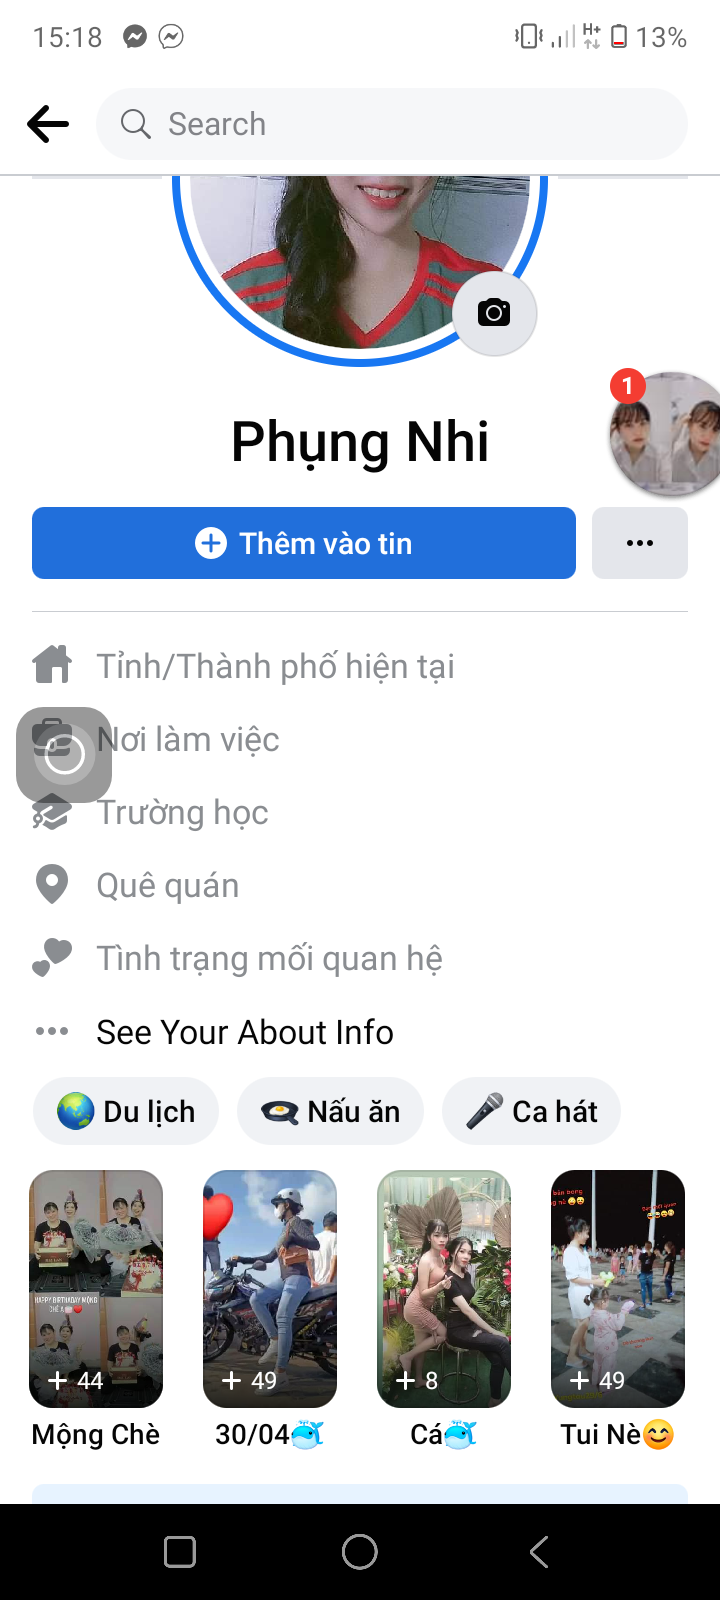 15:18
H+
13%
Search
1
Phụng Nhi
Thêm vào tin
Tỉnh/Thành phố hiện tại
Nơi làm việc
Trường học
Quê quán
Tình trạng mối quan hệ
See Your About Info
Du lịch
Nấu ăn
Ca hát
HAPPY BIRTHADAY MỘNG
CHÈ
+ 44
+ 49
+ 8
+ 49
Mộng Chè
30/04🐳
Cá🐳
Tui Nè😊